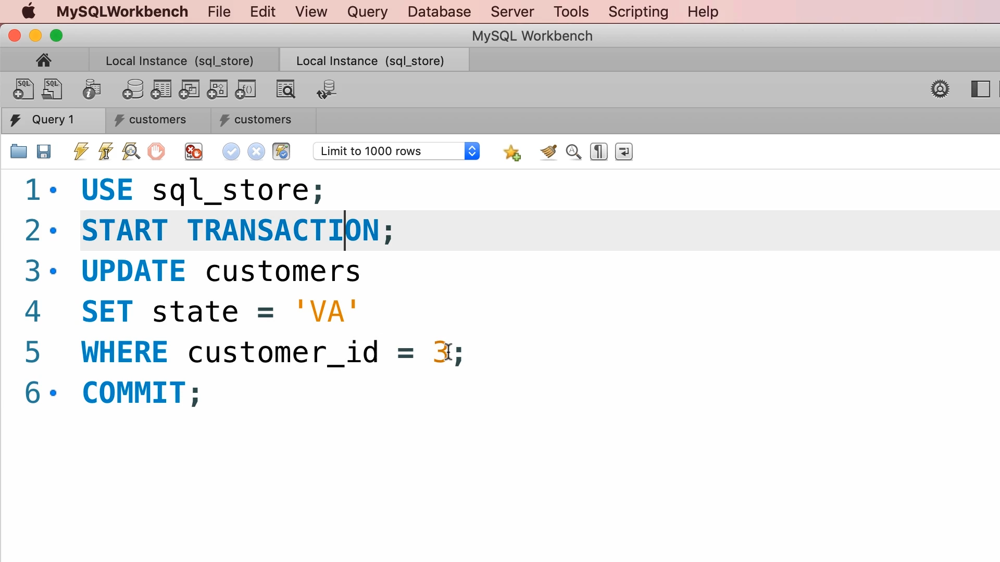 MySQLWorkbench File Edit View Query Database Server Tools Scripting Help
MySQL Workbench
Local Instance (sql_store) Local Instance (sql_store)
Query 1 customers customers
Limit to 1000 rows
1 USE sql_store;
2 START TRANSACTION;
3 UPDATE customers
4 SET state = 'VA'
5 WHERE customer_id = 3;
6 COMMIT;